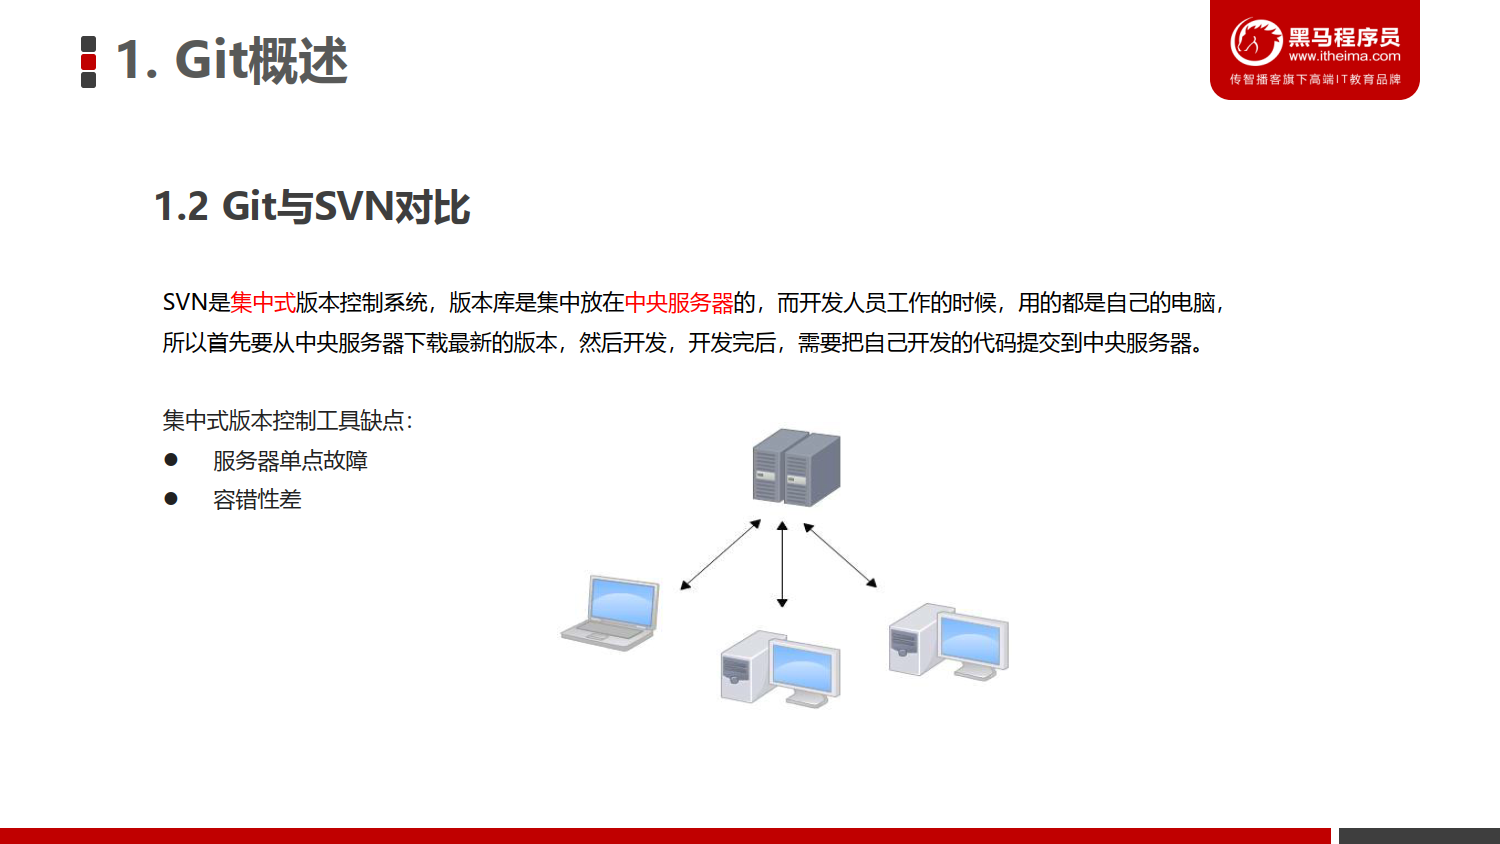 1. Git概述
黑马程序员
www.itheima.com
传智播客旗下高端IT教育品牌
1.2 Git与SVN对比
SVN是集中式版本控制系统，版本库是集中放在中央服务器的，而开发人员工作的时候，用的都是自己的电脑，
所以首先要从中央服务器下载最新的版本，然后开发，开发完后，需要把自己开发的代码提交到中央服务器。
集中式版本控制工具缺点：
● 服务器单点故障
● 容错性差